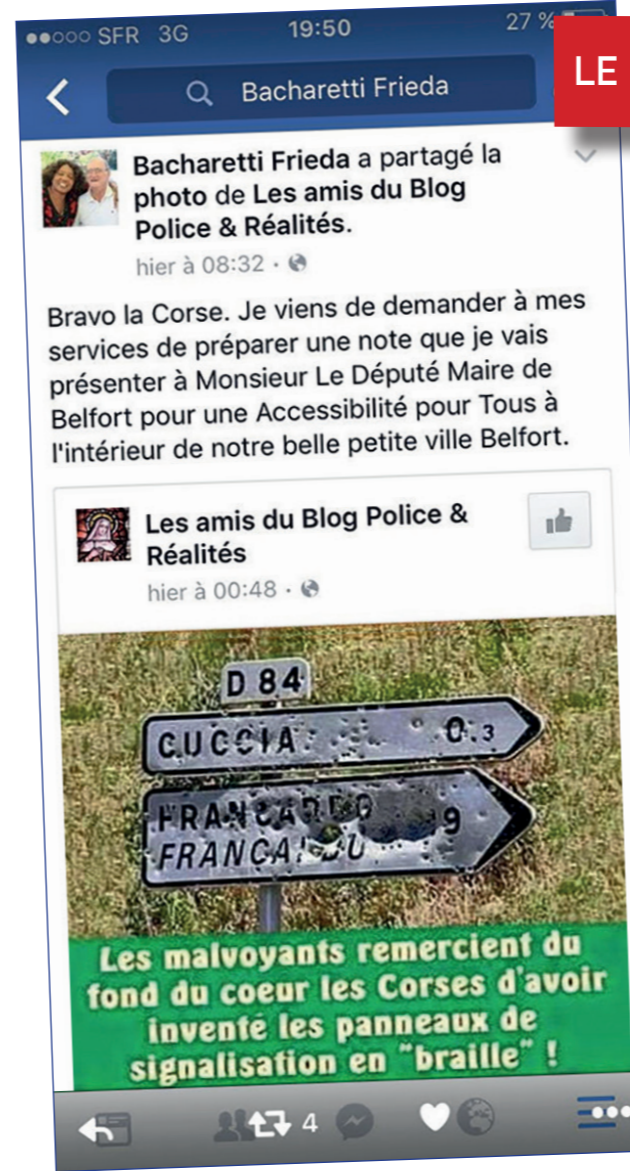 SFR 3G 19:50 27 %
LE
Bacharetti Frieda
Bacharetti Frieda a partagé la
photo de Les amis du Blog
Police & Réalités.
hier à 08:32 ·
Bravo la Corse. Je viens de demander à mes
services de préparer une note que je vais
présenter à Monsieur Le Député Maire de
Belfort pour une Accessibilité pour Tous à
l'intérieur de notre belle petite ville Belfort.
Les amis du Blog Police &
Réalités
hier à 00:48 ·
D 84
CUCCIA 0.3
FRANCARDO 9
Les malvoyants remercient du
fond du coeur les Corses d'avoir
inventé les panneaux de
signalisation en "braille" !
4